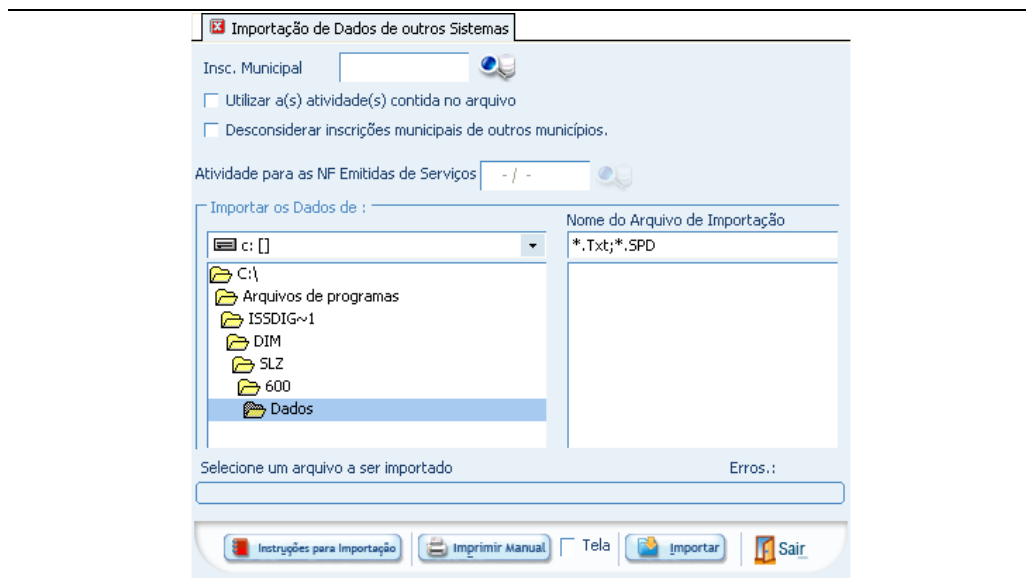 Importação de Dados de outros Sistemas
Insc. Municipal
Utilizar a(s) atividade(s) contida no arquivo
Desconsiderar inscrições municipais de outros municípios.
Atividade para as NF Emitidas de Serviços - / -
Importar os Dados de :
Nome do Arquivo de Importação
c: []
*.Txt;*.SPD
C:\
Arquivos de programas
ISSDIG~1
DIM
SLZ
600
Dados
Selecione um arquivo a ser importado Erros.:
Instruções para Importação Imprimir Manual Tela Importar Sair